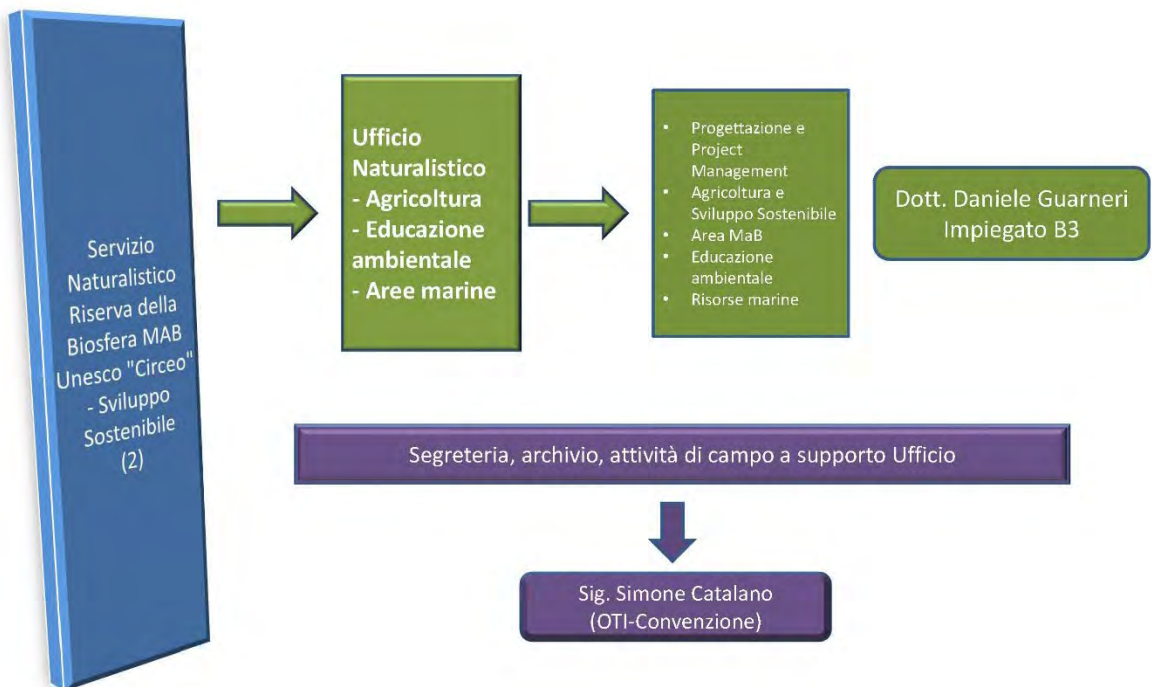 Servizio
Naturalistico
Riserva della
Biosfera MAB
Unesco "Circeo"
- Sviluppo
Sostenibile
(2)
Ufficio
Naturalistico
- Agricoltura
- Educazione
ambientale
- Aree marine
• Progettazione e
Project
Management
• Agricoltura e
Sviluppo Sostenibile
• Area MaB
• Educazione
ambientale
• Risorse marine
Dott. Daniele Guarneri
Impiegato B3
Segreteria, archivio, attività di campo a supporto Ufficio
Sig. Simone Catalano
(OTI-Convenzione)